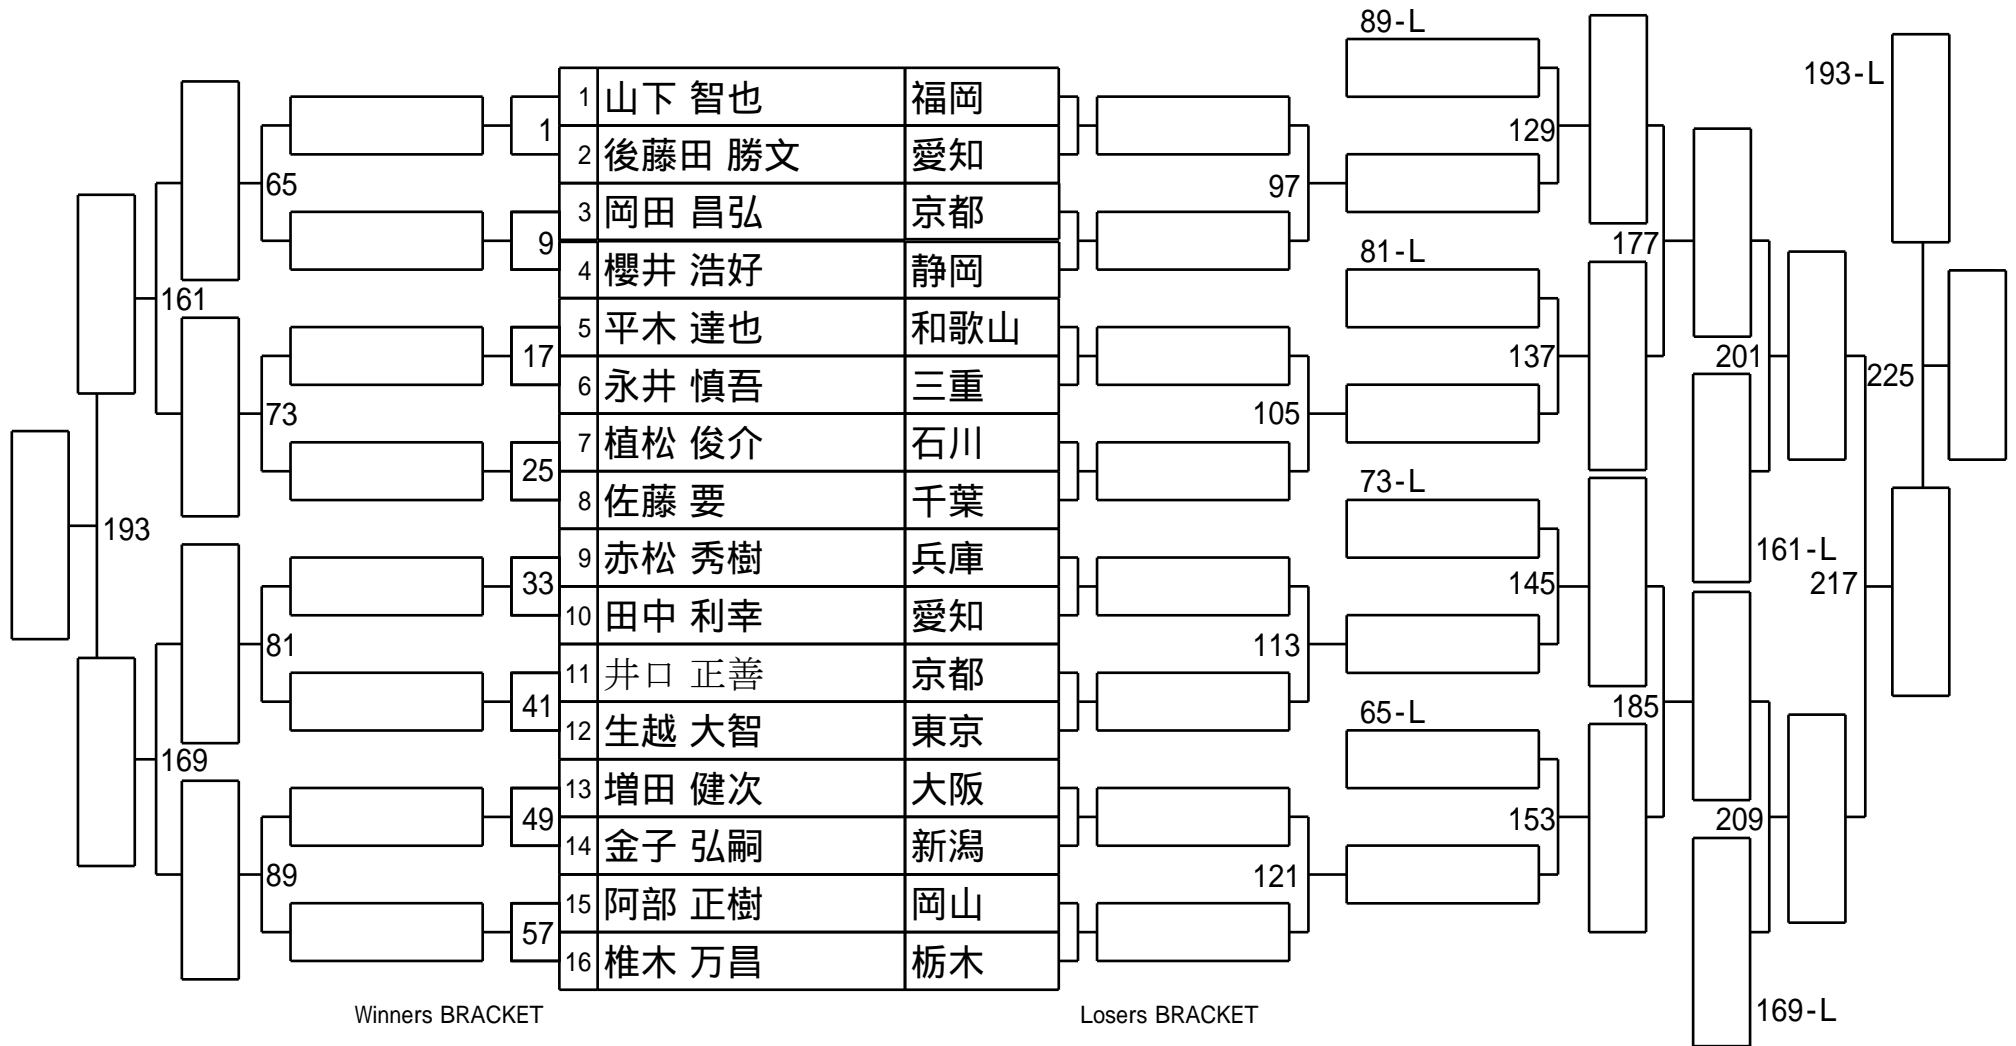 89-L
193-L
1 山下 智也 福岡
1
129
2 後藤田 勝文 愛知
65
97
3 岡田 昌弘 京都
9
177
4 櫻井 浩好 静岡
81-L
161
5 平木 達也 和歌山
17
137
201
225
6 永井 慎吾 三重
73
105
7 植松 俊介 石川
25
73-L
8 佐藤 要 千葉
193
9 赤松 秀樹 兵庫
161-L
33
145
217
10 田中 利幸 愛知
81
113
11 井口 正善 京都
41
185
65-L
12 生越 大智 東京
169
13 増田 健次 大阪
49
153
209
14 金子 弘嗣 新潟
89
121
15 阿部 正樹 岡山
57
16 椎木 万昌 栃木
Winners BRACKET
Losers BRACKET
169-L